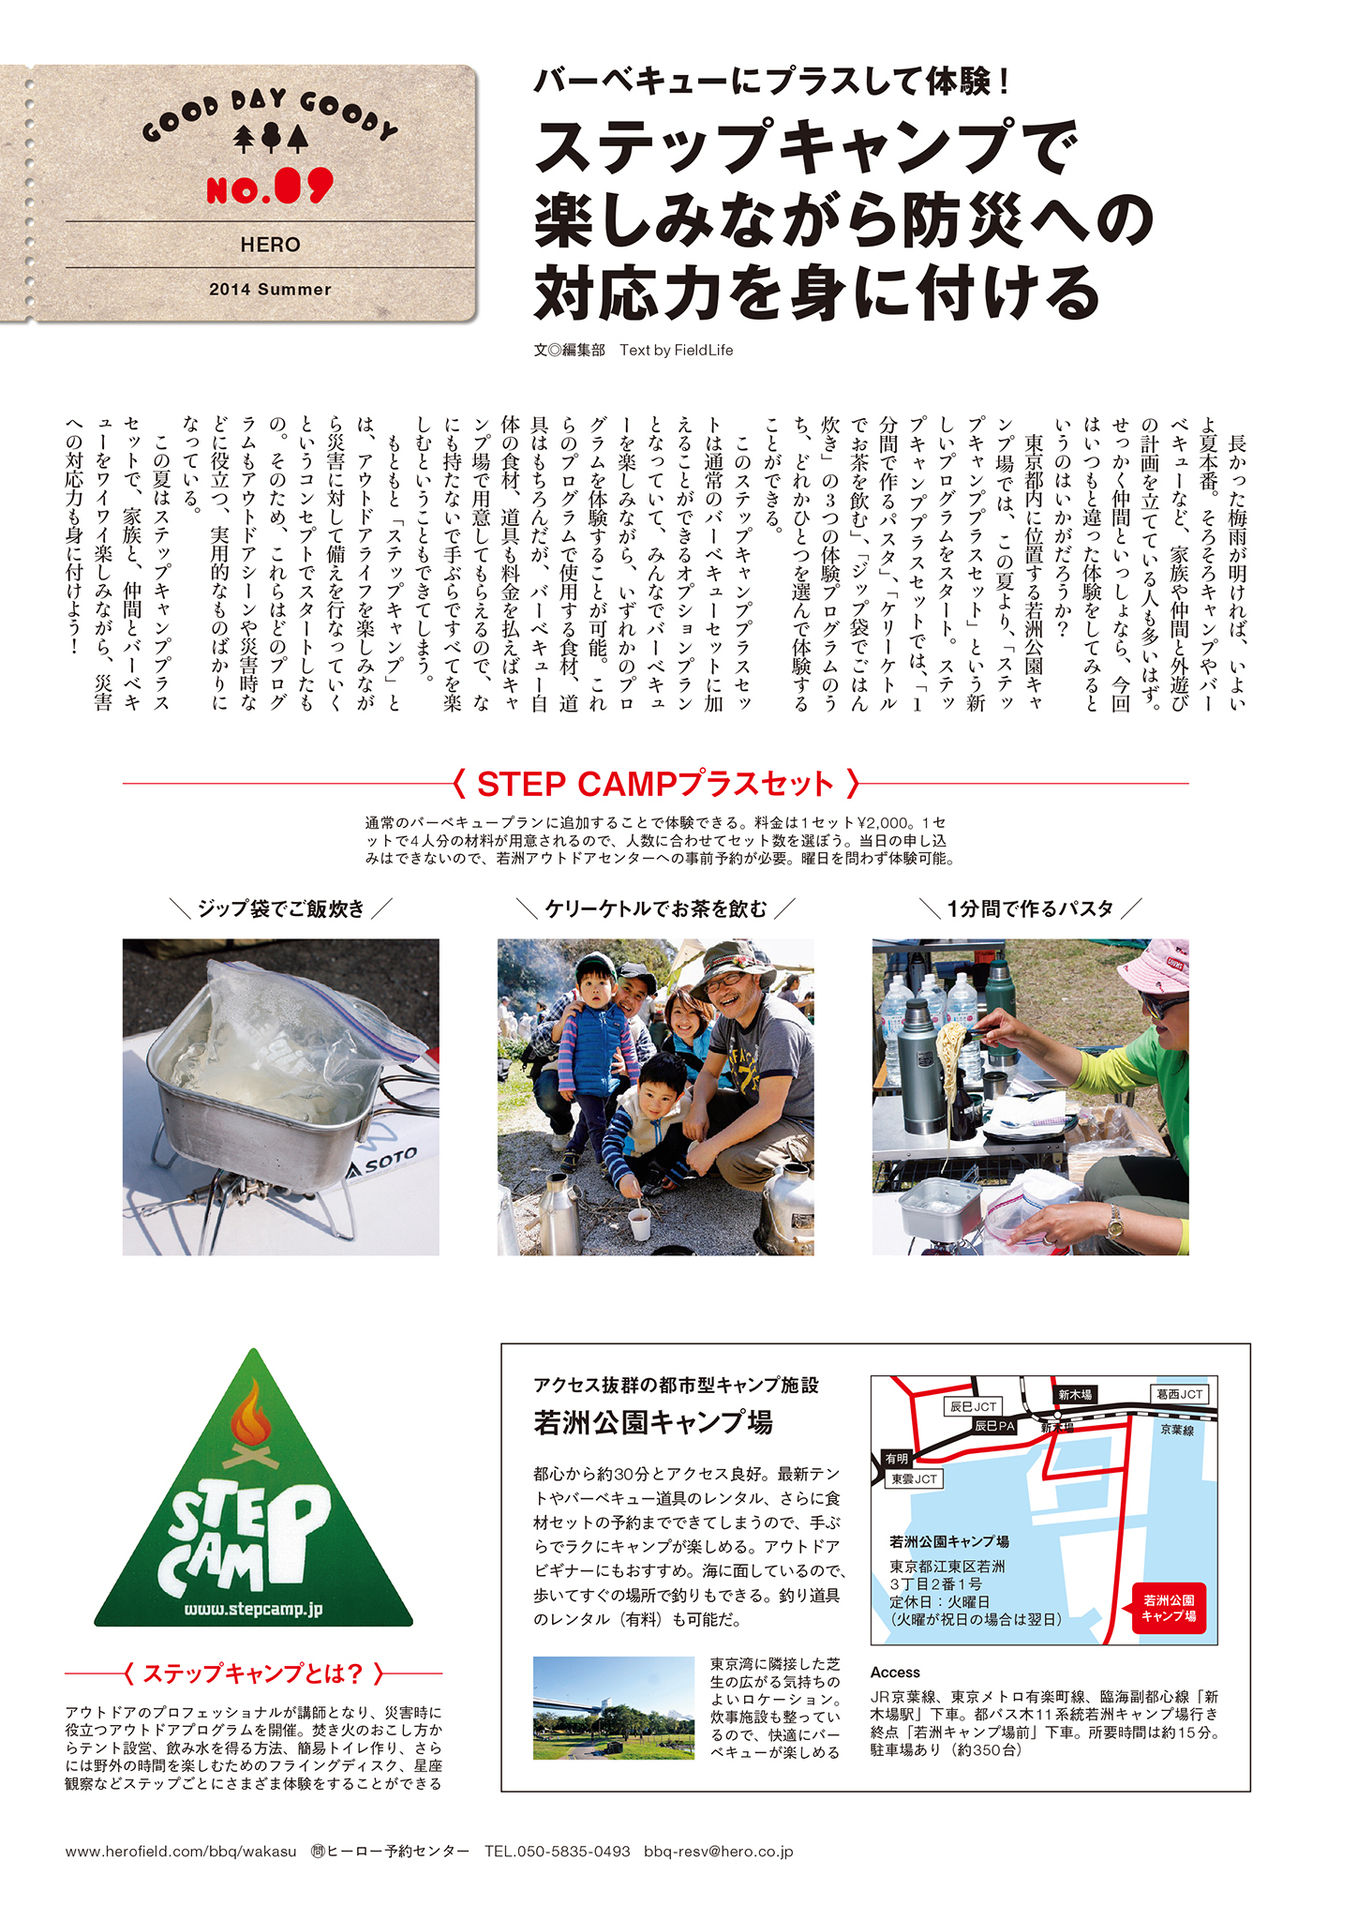 GOOD DAY GOODY
NO.09
HERO
2014 Summer
バーベキューにプラスして体験！
ステップキャンプで
楽しみながら防災への
対応力を身に付ける
文◎編集部　Text by FieldLife
長かった梅雨が明ければ、いよい
よ夏本番。そろそろキャンプやバー
ベキューなど、家族や仲間と外遊び
の計画を立てている人も多いはず。
せっかく仲間といっしょなら、今回
はいつもと違った体験をしてみると
いうのはいかがだろうか？
東京都内に位置する若洲公園キャ
ンプ場では、この夏より、「ステッ
プキャンププラスセット」という新
しいプログラムをスタート。ステッ
プキャンププラスセットでは、「1
分間で作るパスタ」、「ケリーケトル
でお茶を飲む」、「ジップ袋でごはん
炊き」の3つの体験プログラムのう
ち、どれかひとつを選んで体験する
ことができる。
このステップキャンププラスセッ
トは通常のバーベキューセットに加
えることができるオプションプラン
となっていて、みんなでバーベキュ
ーを楽しみながら、いずれかのプロ
グラムを体験することが可能。これ
らのプログラムで使用する食材、道
具はもちろんだが、バーベキュー自
体の食材、道具も料金を払えばキャ
ンプ場で用意してもらえるので、な
にも持たないで手ぶらですべてを楽
しむということもできてしまう。
もともと「ステップキャンプ」と
は、アウトドアライフを楽しみなが
ら災害に対して備えを行なっていく
というコンセプトでスタートしたも
の。そのため、これらはどのプログ
ラムもアウトドアシーンや災害時な
どに役立つ、実用的なものばかりに
なっている。
この夏はステップキャンププラス
セットで、家族と、仲間とバーベキ
ューをワイワイ楽しみながら、災害
への対応力も身に付けよう！
〈 STEP CAMPプラスセット 〉
通常のバーベキュープランに追加することで体験できる。料金は1セット¥2,000。1セ
ットで4人分の材料が用意されるので、人数に合わせてセット数を選ぼう。当日の申し込
みはできないので、若洲アウトドアセンターへの事前予約が必要。曜日を問わず体験可能。
＼ ジップ袋でご飯炊き ／
＼ ケリーケトルでお茶を飲む ／
＼ 1分間で作るパスタ ／
SOTO
STEP
CAMP
www.stepcamp.jp
〈 ステップキャンプとは？ 〉
アウトドアのプロフェッショナルが講師となり、災害時に
役立つアウトドアプログラムを開催。焚き火のおこし方か
らテント設営、飲み水を得る方法、簡易トイレ作り、さら
には野外の時間を楽しむためのフライングディスク、星座
観察などステップごとにさまざま体験をすることができる
アクセス抜群の都市型キャンプ施設
若洲公園キャンプ場
都心から約30分とアクセス良好。最新テン
トやバーベキュー道具のレンタル、さらに食
材セットの予約までできてしまうので、手ぶ
らでラクにキャンプが楽しめる。アウトドア
ビギナーにもおすすめ。海に面しているので、
歩いてすぐの場所で釣りもできる。釣り道具
のレンタル（有料）も可能だ。
東京湾に隣接した芝
生の広がる気持ちの
よいロケーション。
炊事施設も整ってい
るので、快適にバー
ベキューが楽しめる
新木場
葛西JCT
辰巳JCT
辰巳PA
新木場
京葉線
有明
東雲JCT
若洲公園キャンプ場
東京都江東区若洲
3丁目2番1号
定休日：火曜日
（火曜が祝日の場合は翌日）
若洲公園
キャンプ場
Access
JR京葉線、東京メトロ有楽町線、臨海副都心線「新
木場駅」下車。都バス木11系統若洲キャンプ場行き
終点「若洲キャンプ場前」下車。所要時間は約15分。
駐車場あり（約350台）
www.herofield.com/bbq/wakasu　㉄ヒーロー予約センター　TEL.050-5835-0493　bbq-resv@hero.co.jp